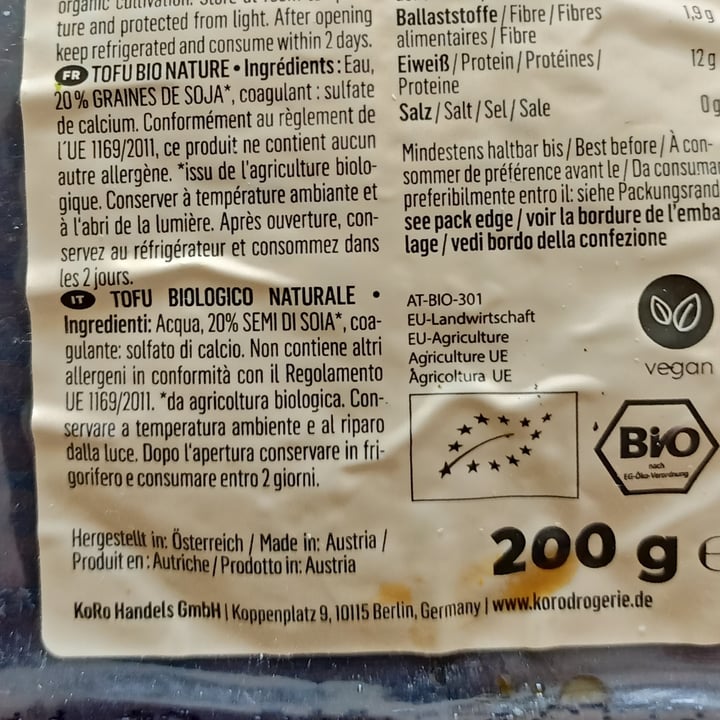 organic cultivation. Store at room
ture and protected from light. After opening
keep refrigerated and consume within 2 days.
FR TOFU BIO NATURE • Ingrédients: Eau,
20% GRAINES DE SOJA*, coagulant : sulfate
de calcium. Conformément au règlement de
l'UE 1169/2011, ce produit ne contient aucun
autre allergène. *issu de l'agriculture biolo-
gique. Conserver à température ambiante et
à l'abri de la lumière. Après ouverture, con-
servez au réfrigérateur et consommez dans
les 2 jours.
IT TOFU BIOLOGICO NATURALE •
Ingredienti: Acqua, 20% SEMI DI SOIA*, coa-
gulante: solfato di calcio. Non contiene altri
allergeni in conformità con il Regolamento
UE 1169/2011. *da agricoltura biologica. Con-
servare a temperatura ambiente e al riparo
dalla luce. Dopo l'apertura conservare in fri-
gorifero e consumare entro 2 giorni.
Hergestellt in: Österreich / Made in: Austria /
Produit en: Autriche / Prodotto in: Austria
Ballaststoffe / Fibre / Fibres 1,9 g
alimentaires / Fibre
Eiweiß / Protein / Protéines / 12 g
Proteine
Salz / Salt / Sel / Sale 0 g
Mindestens haltbar bis / Best before / À con-
sommer de préférence avant le / Da consumar
preferibilmente entro il: siehe Packungsrand
see pack edge / voir la bordure de l'emba
lage / vedi bordo della confezione
AT-BIO-301
EU-Landwirtschaft
EU-Agriculture
Agriculture UE
Agricoltura UE
vegan
Bio
nach
EG-Öko-Verordnung
200 g e
KoRo Handels GmbH | Koppenplatz 9, 10115 Berlin, Germany | www.korodrogerie.de